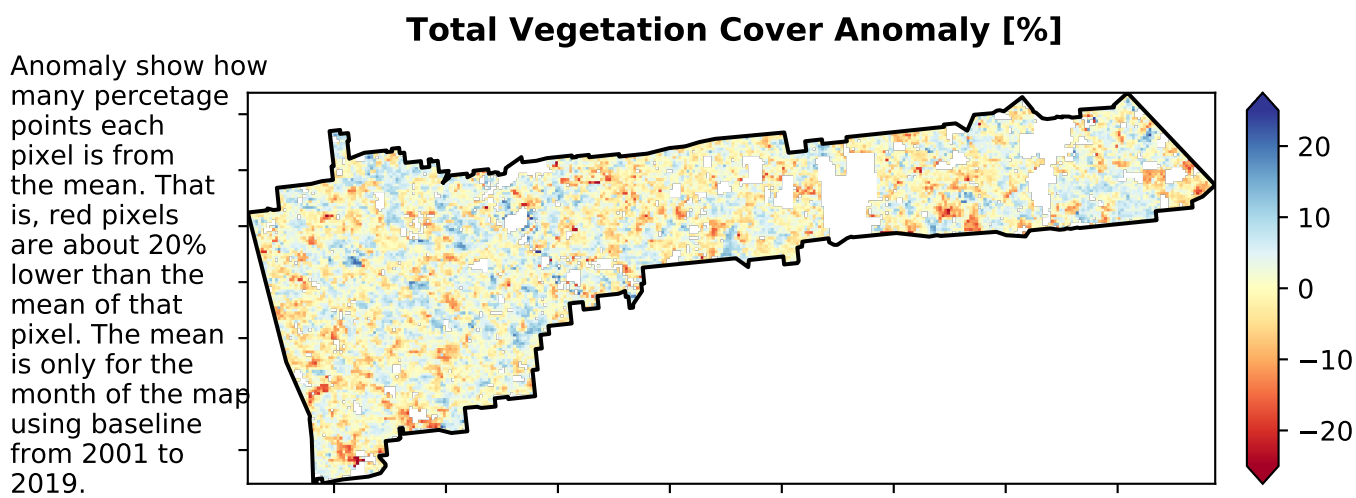 Total Vegetation Cover Anomaly [%]
Anomaly show how
many percetage
points each
pixel is from
the mean. That
is, red pixels
are about 20%
lower than the
mean of that
pixel. The mean
is only for the
month of the map
using baseline
from 2001 to
2019.
20
10
0
−10
−20